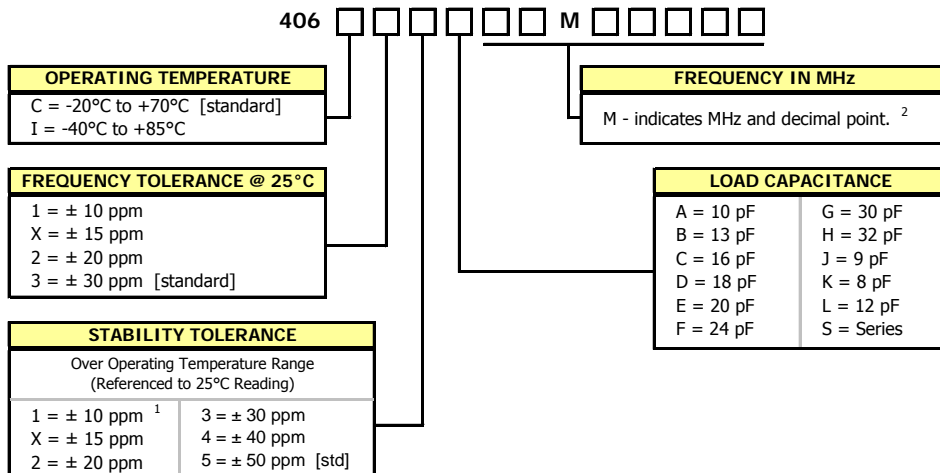 406 M
OPERATING TEMPERATURE
C = -20°C to +70°C [standard]
I = -40°C to +85°C
FREQUENCY IN MHz
M - indicates MHz and decimal point. 2
FREQUENCY TOLERANCE @ 25°C
1 = ± 10 ppm
X = ± 15 ppm
2 = ± 20 ppm
3 = ± 30 ppm [standard]
LOAD CAPACITANCE
A = 10 pF
B = 13 pF
C = 16 pF
D = 18 pF
E = 20 pF
F = 24 pF
G = 30 pF
H = 32 pF
J = 9 pF
K = 8 pF
L = 12 pF
S = Series
STABILITY TOLERANCE
Over Operating Temperature Range
(Referenced to 25°C Reading)
1 = ± 10 ppm 1
X = ± 15 ppm
2 = ± 20 ppm
3 = ± 30 ppm
4 = ± 40 ppm
5 = ± 50 ppm [std]